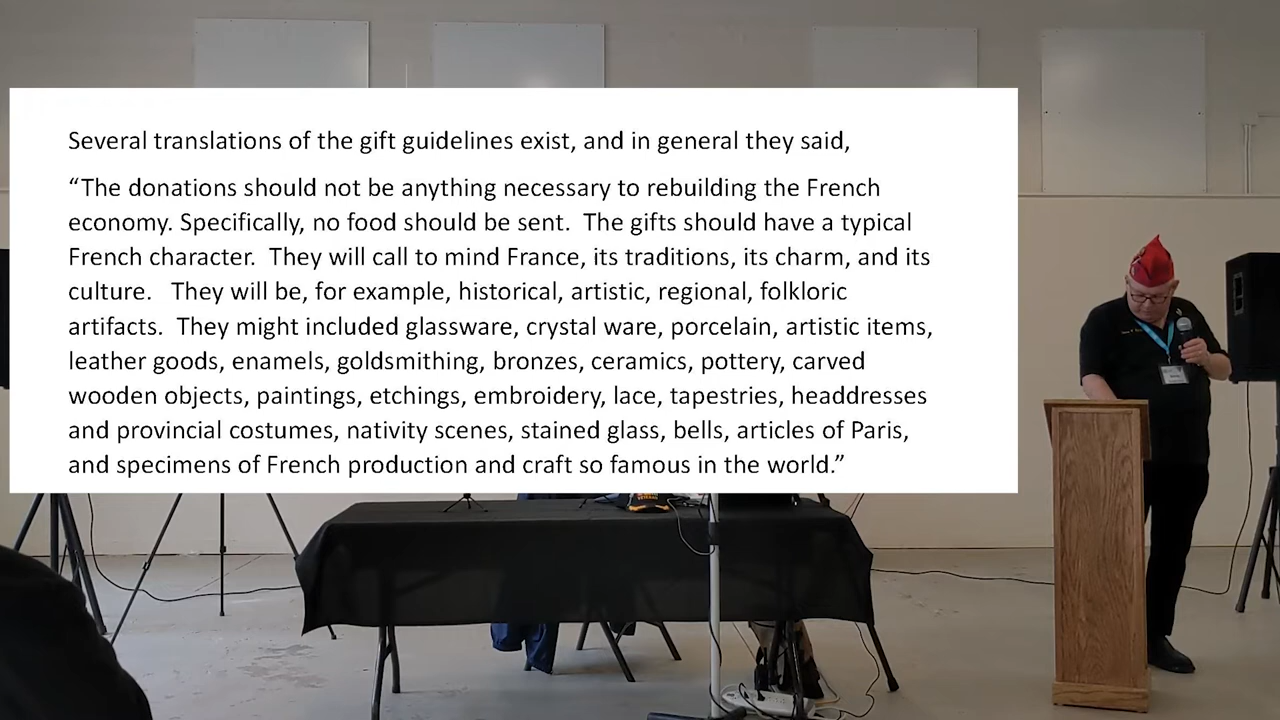 Several translations of the gift guidelines exist, and in general they said,
“The donations should not be anything necessary to rebuilding the French
economy. Specifically, no food should be sent.  The gifts should have a typical
French character.  They will call to mind France, its traditions, its charm, and its
culture.   They will be, for example, historical, artistic, regional, folkloric
artifacts.  They might included glassware, crystal ware, porcelain, artistic items,
leather goods, enamels, goldsmithing, bronzes, ceramics, pottery, carved
wooden objects, paintings, etchings, embroidery, lace, tapestries, headdresses
and provincial costumes, nativity scenes, stained glass, bells, articles of Paris,
and specimens of French production and craft so famous in the world.”